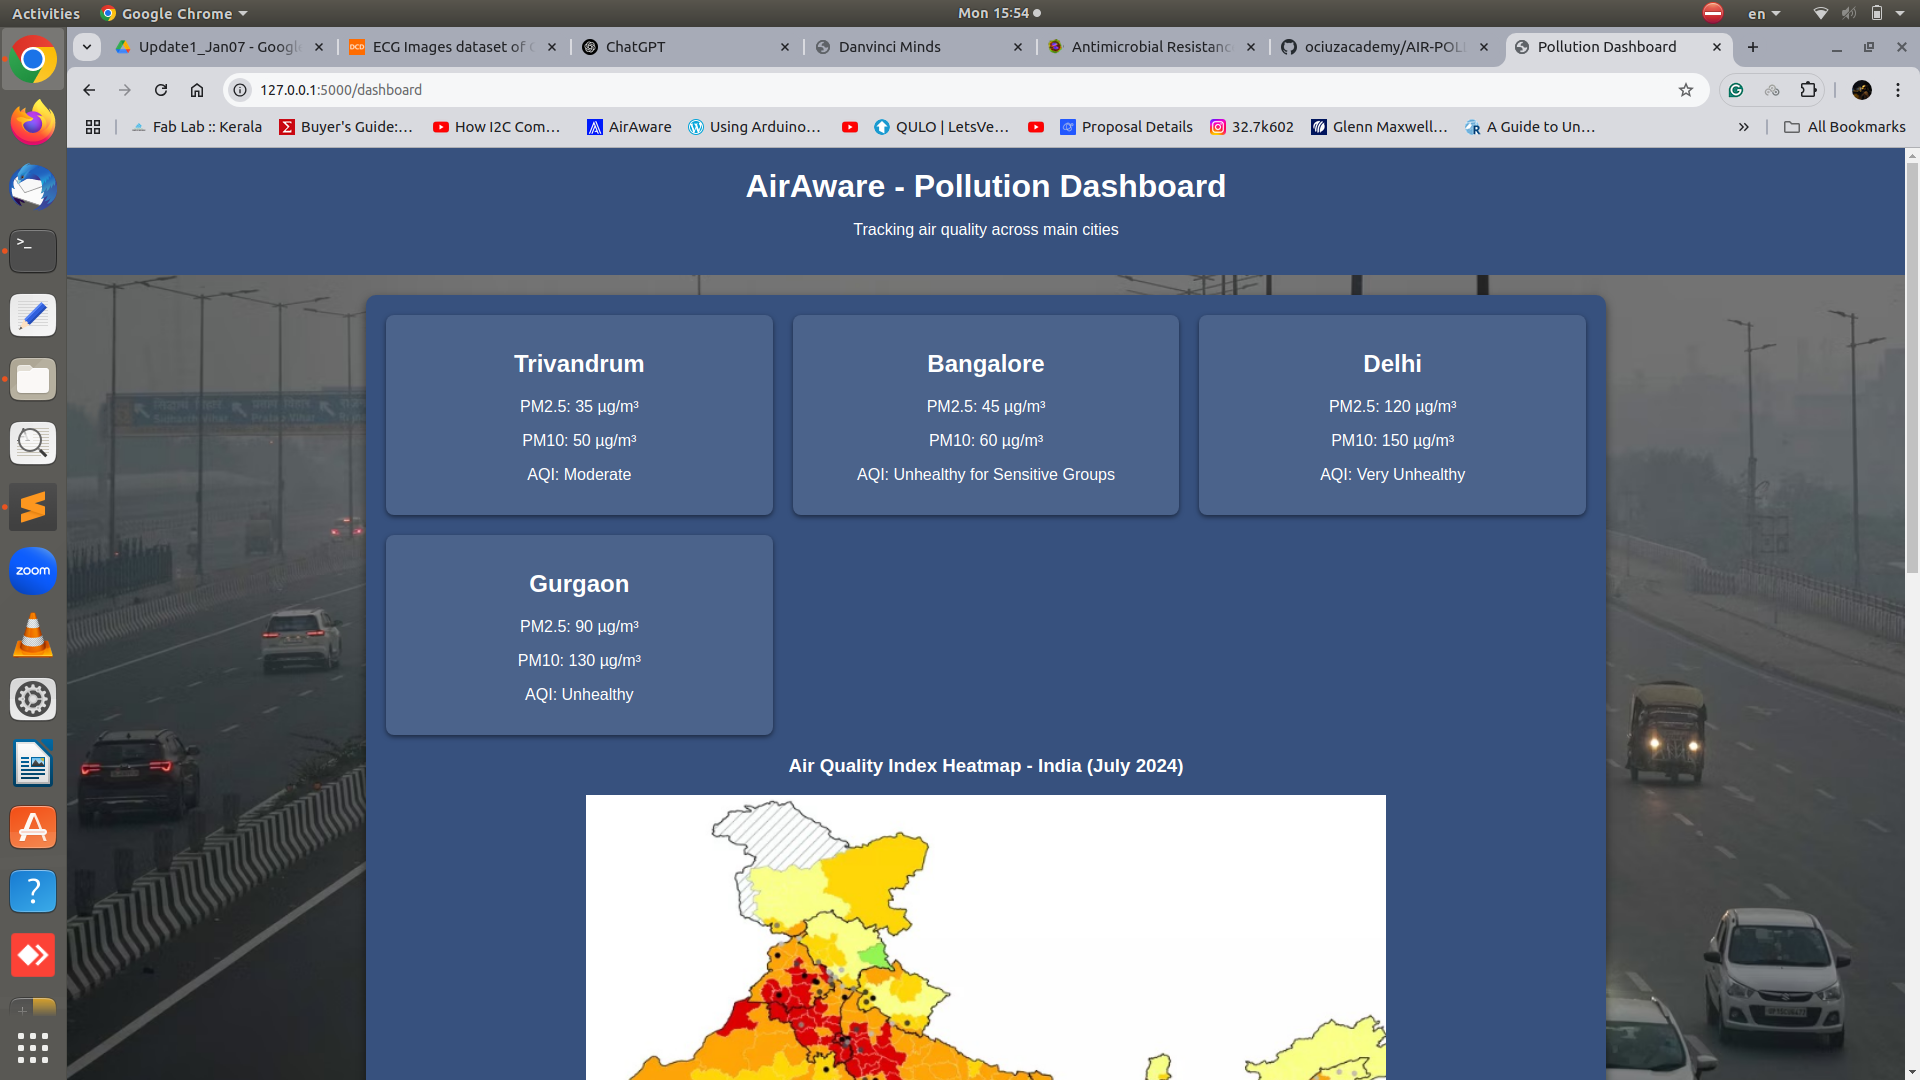 Activities Google Chrome Mon 15:54 en
Update1_Jan07 - Google
ECG Images dataset of C
ChatGPT
Danvinci Minds
Antimicrobial Resistanc
ociuzacademy/AIR-POLL
Pollution Dashboard
127.0.0.1:5000/dashboard
Fab Lab :: Kerala
Buyer's Guide:...
How I2C Com...
AirAware
Using Arduino...
QULO | LetsVe...
Proposal Details
32.7k602
Glenn Maxwell...
A Guide to Un...
» All Bookmarks
AirAware - Pollution Dashboard
Tracking air quality across main cities
Trivandrum
PM2.5: 35 µg/m³
PM10: 50 µg/m³
AQI: Moderate
Bangalore
PM2.5: 45 µg/m³
PM10: 60 µg/m³
AQI: Unhealthy for Sensitive Groups
Delhi
PM2.5: 120 µg/m³
PM10: 150 µg/m³
AQI: Very Unhealthy
Gurgaon
PM2.5: 90 µg/m³
PM10: 130 µg/m³
AQI: Unhealthy
Air Quality Index Heatmap - India (July 2024)
zoom